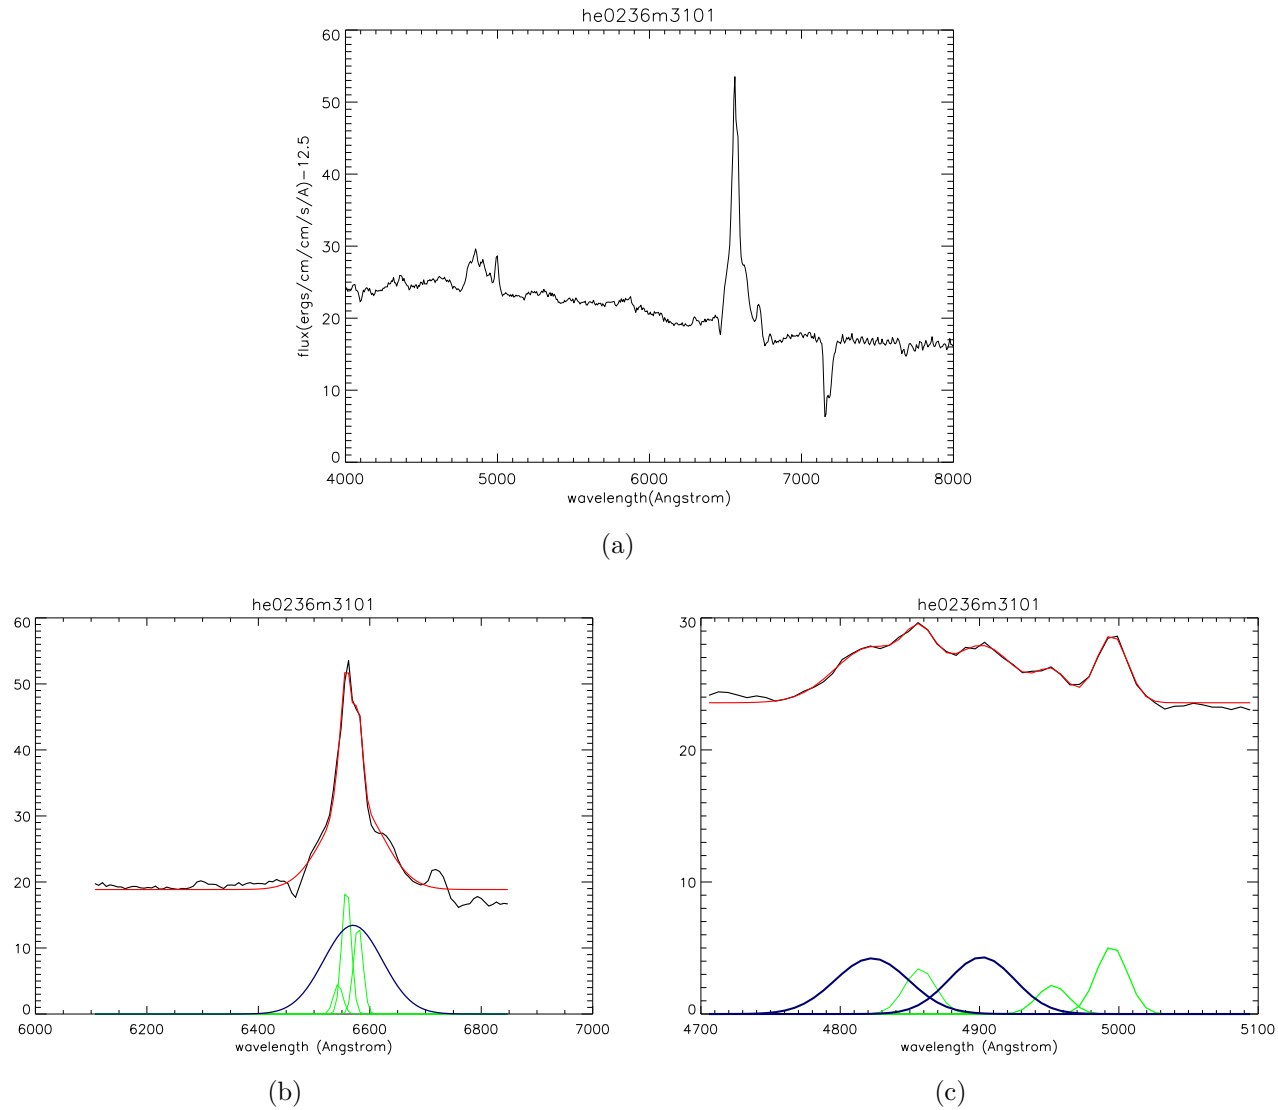 he0236m3101
60
50
40
30
20
10
0
flux(ergs/cm/cm/s/A)-12.5
4000 5000 6000 7000 8000
wavelength(Angstrom)
(a)
he0236m3101
60
50
40
30
20
10
0
6000 6200 6400 6600 6800 7000
wavelength (Angstrom)
(b)
he0236m3101
30
20
10
0
4700 4800 4900 5000 5100
wavelength (Angstrom)
(c)